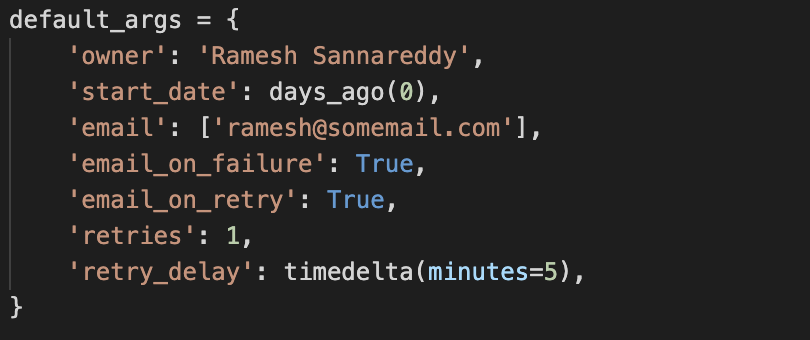 default_args = {
    'owner': 'Ramesh Sannareddy',
    'start_date': days_ago(0),
    'email': ['ramesh@somemail.com'],
    'email_on_failure': True,
    'email_on_retry': True,
    'retries': 1,
    'retry_delay': timedelta(minutes=5),
}